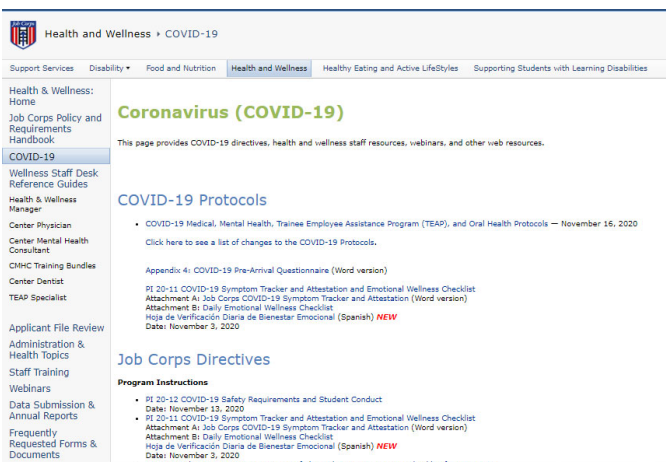 Job Corps
Health and Wellness › COVID-19
Support Services Disability ▾ Food and Nutrition Health and Wellness Healthy Eating and Active LifeStyles Supporting Students with Learning Disabilities
Health & Wellness:
Home
Job Corps Policy and
Requirements
Handbook
COVID-19
Wellness Staff Desk
Reference Guides
Health & Wellness
Manager
Center Physician
Center Mental Health
Consultant
CMHC Training Bundles
Center Dentist
TEAP Specialist
Applicant File Review
Administration &
Health Topics
Staff Training
Webinars
Data Submission &
Annual Reports
Frequently
Requested Forms &
Documents
Coronavirus (COVID-19)
This page provides COVID-19 directives, health and wellness staff resources, webinars, and other web resources.
COVID-19 Protocols
• COVID-19 Medical, Mental Health, Trainee Employee Assistance Program (TEAP), and Oral Health Protocols — November 16, 2020
Click here to see a list of changes to the COVID-19 Protocols.
Appendix 4: COVID-19 Pre-Arrival Questionnaire (Word version)
PI 20-11 COVID-19 Symptom Tracker and Attestation and Emotional Wellness Checklist
Attachment A: Job Corps COVID-19 Symptom Tracker and Attestation (Word version)
Attachment B: Daily Emotional Wellness Checklist
Hoja de Verificación Diaria de Bienestar Emocional (Spanish) NEW
Date: November 3, 2020
Job Corps Directives
Program Instructions
• PI 20-12 COVID-19 Safety Requirements and Student Conduct
Date: November 13, 2020
• PI 20-11 COVID-19 Symptom Tracker and Attestation and Emotional Wellness Checklist
Attachment A: Job Corps COVID-19 Symptom Tracker and Attestation (Word version)
Attachment B: Daily Emotional Wellness Checklist
Hoja de Verificación Diaria de Bienestar Emocional (Spanish) NEW
Date: November 3, 2020